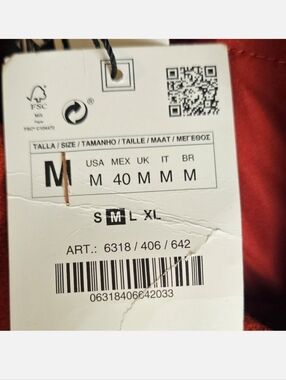 FSC
MIX
TALLA / SIZE / TAMANHO / TAILLE / MAAT / ΜΕΓΕΘΟΣ
M
USA MEX UK IT BR
M 40 M M M
S M L XL
ART.: 6318 / 406 / 642
06318406642033